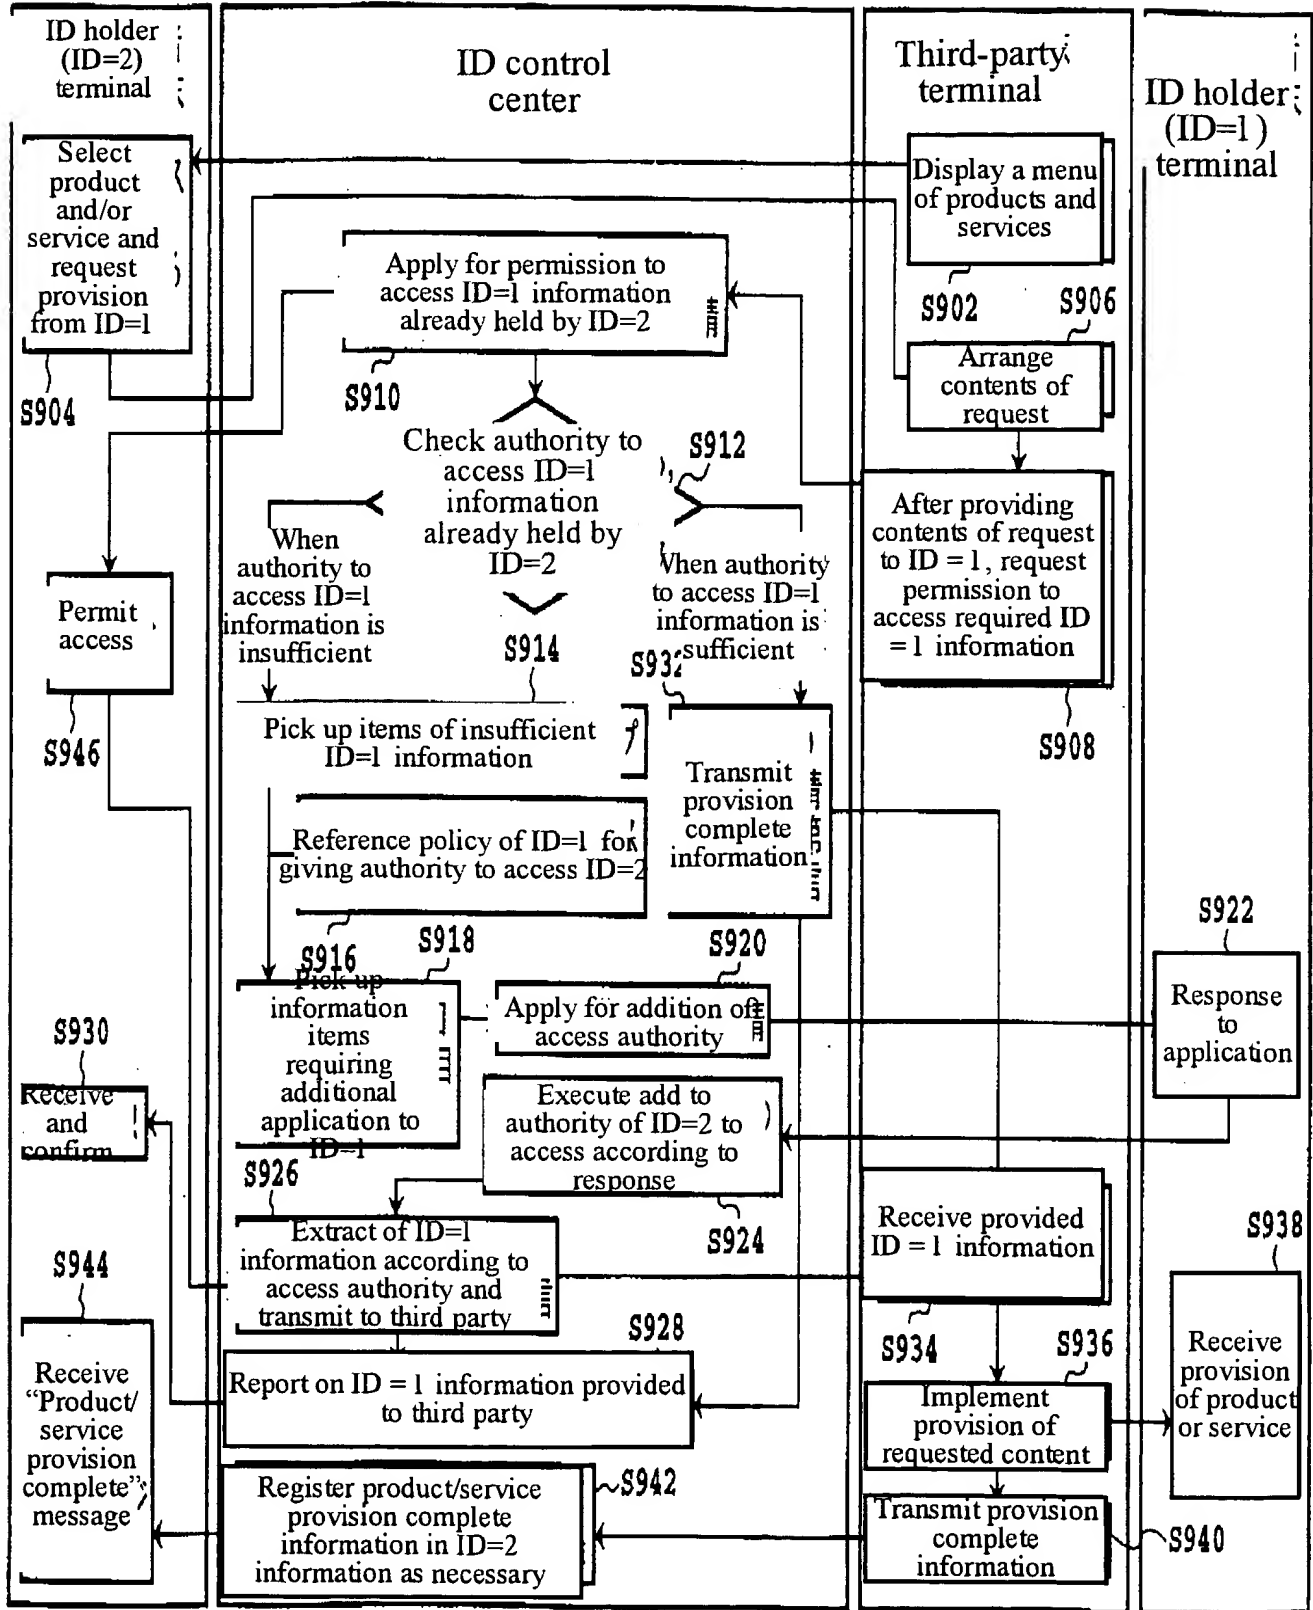 ID holder
(ID=2)
terminal
ID control
center
Third-party
terminal
ID holder
(ID=1)
terminal
Select
product
and/or
service and
request
provision
from ID=1
S904
Display a menu
of products and
services
S902
S906
Arrange
contents of
request
Apply for permission to
access ID=1 information
already held by ID=2
S910
Check authority to
access ID=1
information
already held by
ID=2
S912
When
authority to
access ID=1
information is
insufficient
When authority
to access ID=1
information is
sufficient
After providing
contents of request
to ID = 1, request
permission to
access required ID
= 1 information
S908
Permit
access
S946
S914
S932
Pick up items of insufficient
ID=1 information
Transmit
provision
complete
information
Reference policy of ID=1 for
giving authority to access ID=2
S916
S918
S920
S922
Pick up
information
items
requiring
additional
application to
ID=1
Apply for addition of
access authority
Response
to
application
S930
Receive
and
confirm
Execute add to
authority of ID=2 to
access according to
response
S924
S926
Extract of ID=1
information according to
access authority and
transmit to third party
Receive provided
ID = 1 information
S934
S938
Receive
provision
of product
or service
S944
Receive
“Product/
service
provision
complete”
message
S928
Report on ID = 1 information provided
to third party
S936
Implement
provision of
requested content
Register product/service
provision complete
information in ID=2
information as necessary
S942
Transmit provision
complete
information
S940